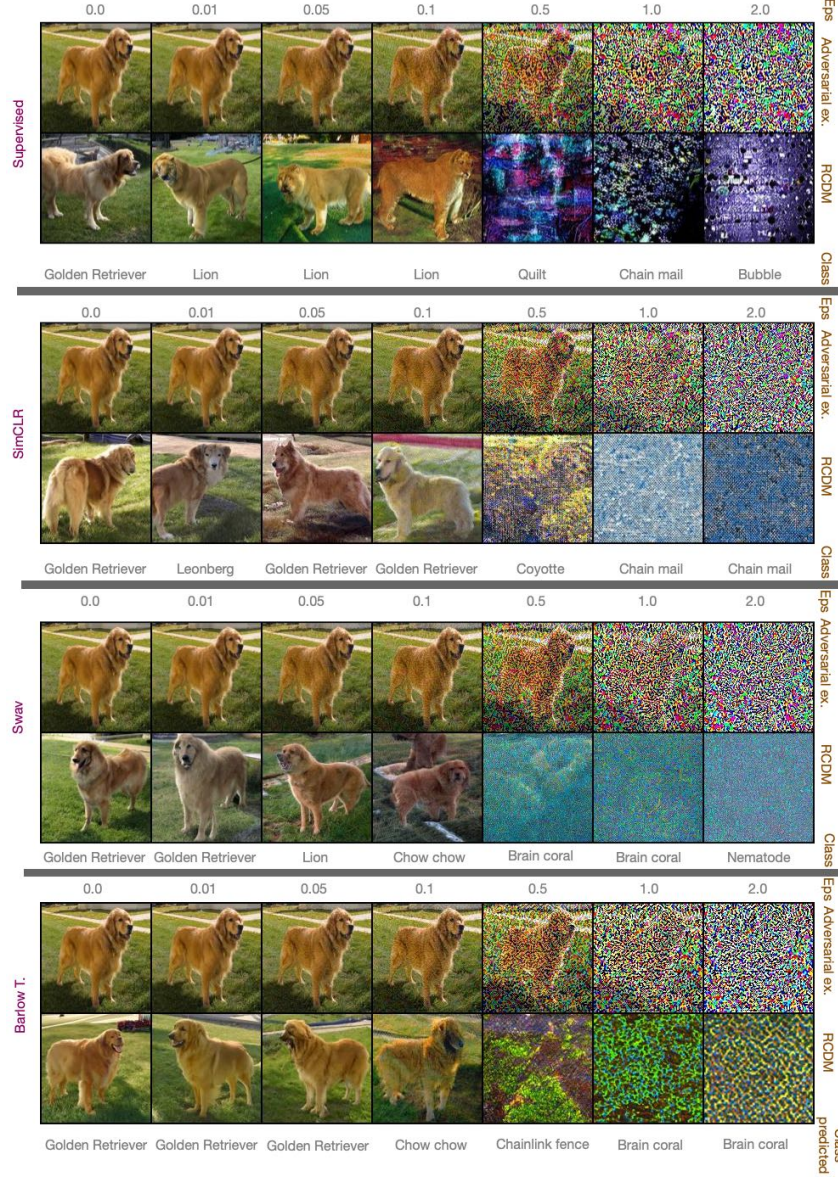 0.0 0.01 0.05 0.1 0.5 1.0 2.0 Eps
Supervised
Adversarial ex.
RCDM
Golden Retriever Lion Lion Lion Quilt Chain mail Bubble Class
0.0 0.01 0.05 0.1 0.5 1.0 2.0 Eps
SimCLR
Adversarial ex.
RCDM
Golden Retriever Leonberg Golden Retriever Golden Retriever Coyotte Chain mail Chain mail Class
0.0 0.01 0.05 0.1 0.5 1.0 2.0 Eps
Swav
Adversarial ex.
RCDM
Golden Retriever Golden Retriever Lion Chow chow Brain coral Brain coral Nematode Class
0.0 0.01 0.05 0.1 0.5 1.0 2.0 Eps
Barlow T.
Adversarial ex.
RCDM
Golden Retriever Golden Retriever Golden Retriever Chow chow Chainlink fence Brain coral Brain coral Class
predicted